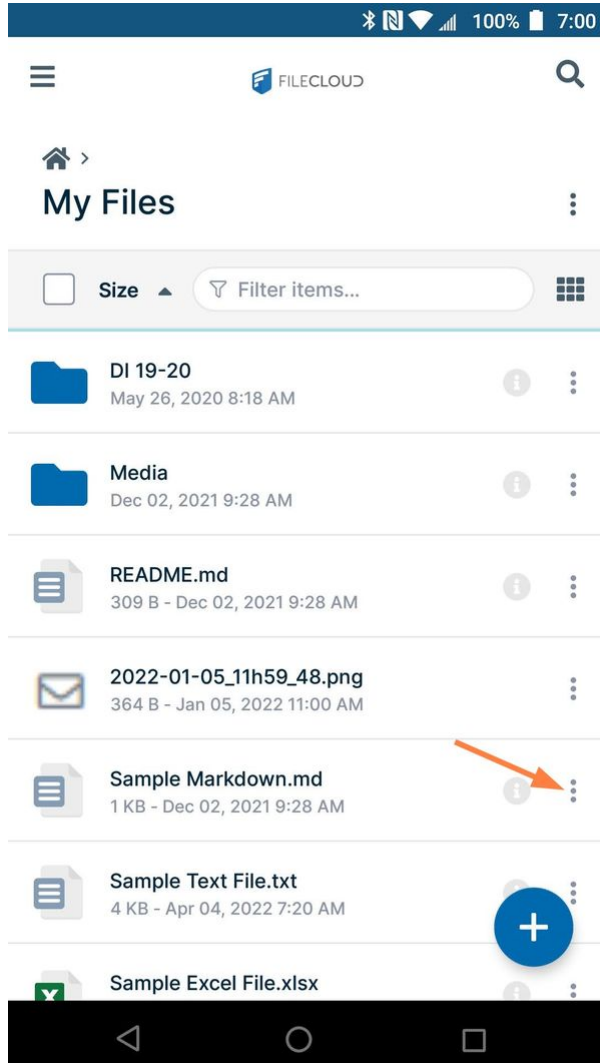 100% 7:00
FILECLOUD
My Files
Size Filter items...
DI 19-20
May 26, 2020 8:18 AM
Media
Dec 02, 2021 9:28 AM
README.md
309 B - Dec 02, 2021 9:28 AM
2022-01-05_11h59_48.png
364 B - Jan 05, 2022 11:00 AM
Sample Markdown.md
1 KB - Dec 02, 2021 9:28 AM
Sample Text File.txt
4 KB - Apr 04, 2022 7:20 AM
Sample Excel File.xlsx